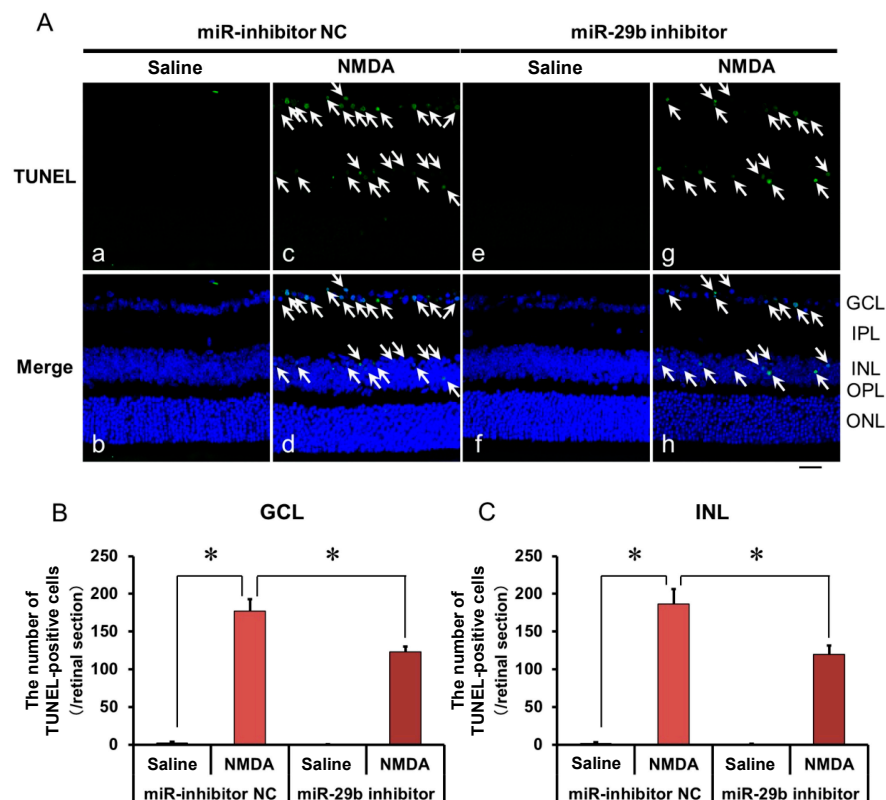 A
miR-inhibitor NC miR-29b inhibitor
Saline NMDA Saline NMDA
TUNEL
a c e g
Merge
b d f h
GCL
IPL
INL
OPL
ONL
B GCL
The number of
TUNEL-positive cells
(/retinal section)
250
200
150
100
50
0
* *
Saline NMDA Saline NMDA
miR-inhibitor NC miR-29b inhibitor
C INL
The number of
TUNEL-positive cells
(/retinal section)
250
200
150
100
50
0
* *
Saline NMDA Saline NMDA
miR-inhibitor NC miR-29b inhibitor